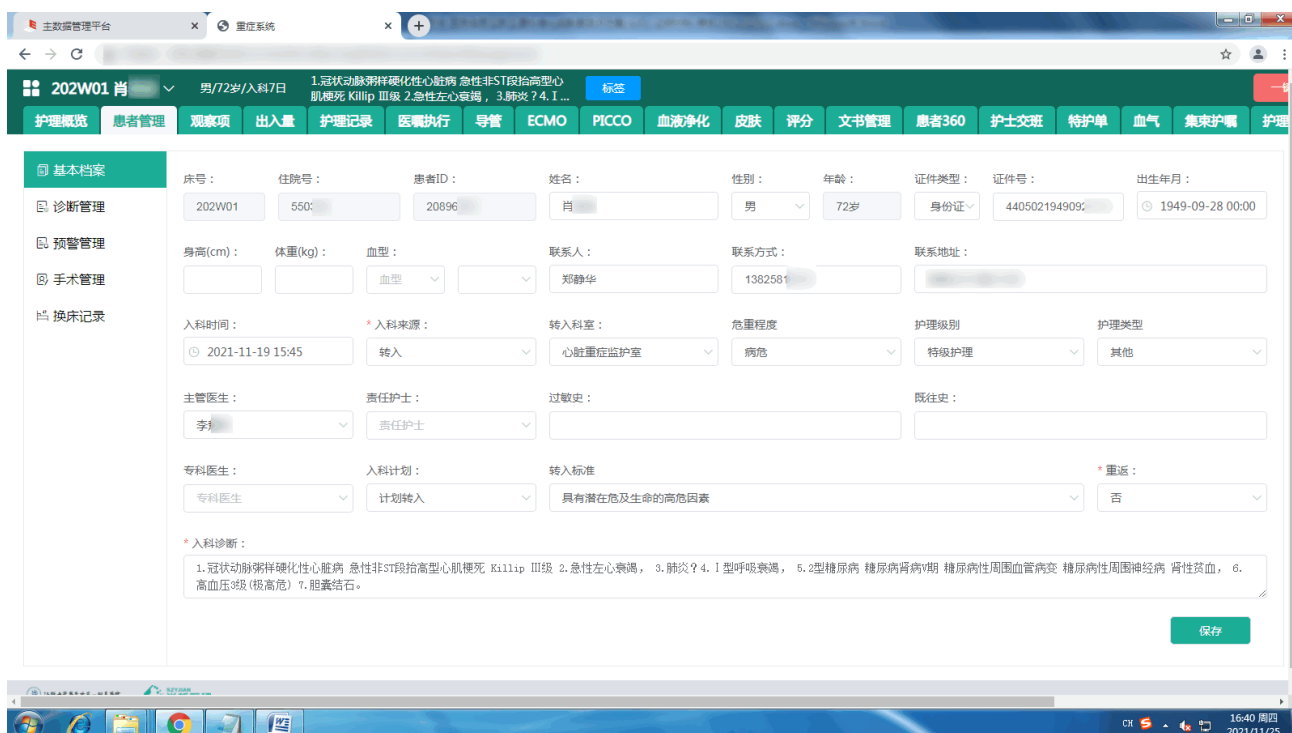 主数据管理平台
重症系统
202W01 肖
男/72岁/入科7日
1.冠状动脉粥样硬化性心脏病 急性非ST段抬高型心
肌梗死 Killip Ⅲ级 2.急性左心衰竭， 3.肺炎？4.Ⅰ...
标签
护理概览 患者管理 观察项 出入量 护理记录 医嘱执行 导管 ECMO PICCO 血液净化 皮肤 评分 文书管理 患者360 护士交班 特护单 血气 集束护嘱 护理
基本档案
诊断管理
预警管理
手术管理
换床记录
床号： 住院号： 患者ID： 姓名： 性别： 年龄： 证件类型： 证件号： 出生年月：
202W01 550 20896 肖 男 72岁 身份证 440502194909 1949-09-28 00:00
身高(cm)： 体重(kg)： 血型： 联系人： 联系方式： 联系地址：
血型 郑静华 138258
入科时间： * 入科来源： 转入科室： 危重程度 护理级别 护理类型
2021-11-19 15:45 转入 心脏重症监护室 病危 特级护理 其他
主管医生： 责任护士： 过敏史： 既往史：
李 责任护士
专科医生： 入科计划： 转入标准 * 重返：
专科医生 计划转入 具有潜在危及生命的高危因素 否
* 入科诊断：
1.冠状动脉粥样硬化性心脏病 急性非ST段抬高型心肌梗死 Killip Ⅲ级 2.急性左心衰竭， 3.肺炎？4.Ⅰ型呼吸衰竭， 5.2型糖尿病 糖尿病肾病V期 糖尿病性周围血管病变 糖尿病性周围神经病 肾性贫血， 6.
高血压3级(极高危) 7.胆囊结石。
保存
CH
16:40 周四
2021/11/25